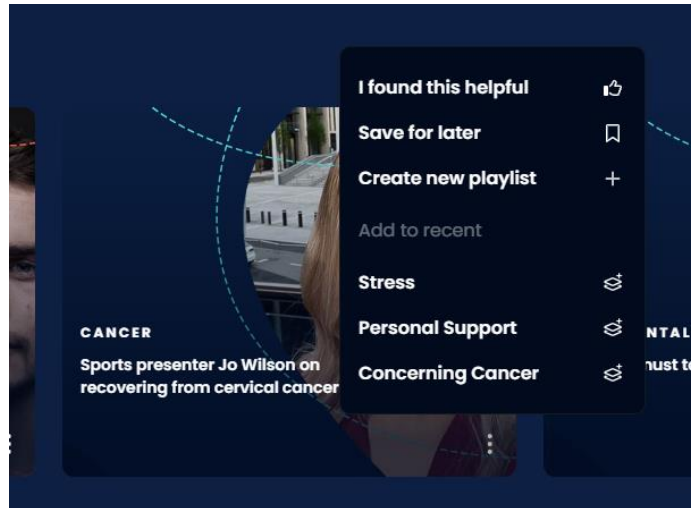 I found this helpful
Save for later
Create new playlist
Add to recent
Stress
Personal Support
Concerning Cancer
CANCER
Sports presenter Jo Wilson on
recovering from cervical cancer